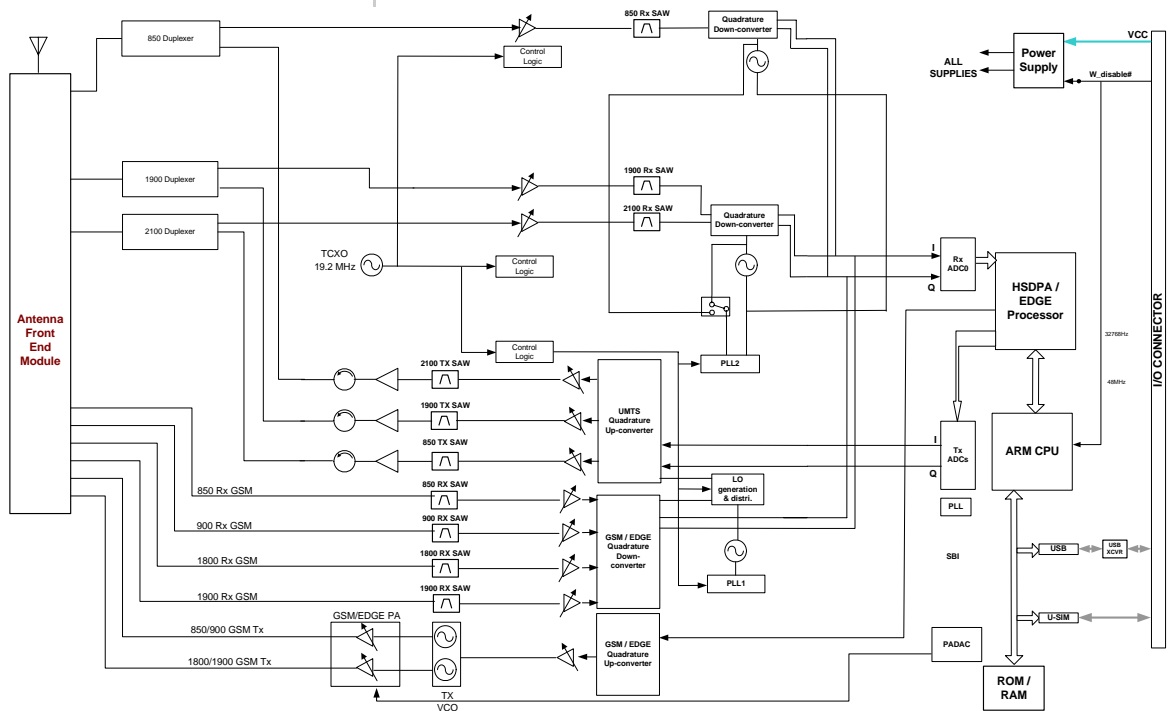 850 Duplexer
850 Rx SAW
Quadrature
Down-converter
Control
Logic
VCC
Power
Supply
ALL
SUPPLIES
W_disable#
1900 Duplexer
1900 Rx SAW
2100 Duplexer
2100 Rx SAW
Quadrature
Down-converter
TCXO
19.2 MHz
Control
Logic
I
Q
Rx
ADC0
HSDPA /
EDGE
Processor
Antenna
Front
End
Module
32768Hz
48MHz
I/O CONNECTOR
Control
Logic
PLL2
2100 TX SAW
1900 TX SAW
850 TX SAW
UMTS
Quadrature
Up-converter
I
Q
Tx
ADCs
ARM CPU
PLL
850 Rx GSM
850 RX SAW
LO
generation
& distri.
900 Rx GSM
900 RX SAW
GSM / EDGE
Quadrature
Down-
converter
1800 Rx GSM
1800 RX SAW
PLL1
SBI
USB
USB
XCVR
1900 Rx GSM
1900 RX SAW
GSM/EDGE PA
850/900 GSM Tx
1800/1900 GSM Tx
GSM / EDGE
Quadrature
Up-converter
U-SIM
PADAC
TX
VCO
ROM /
RAM